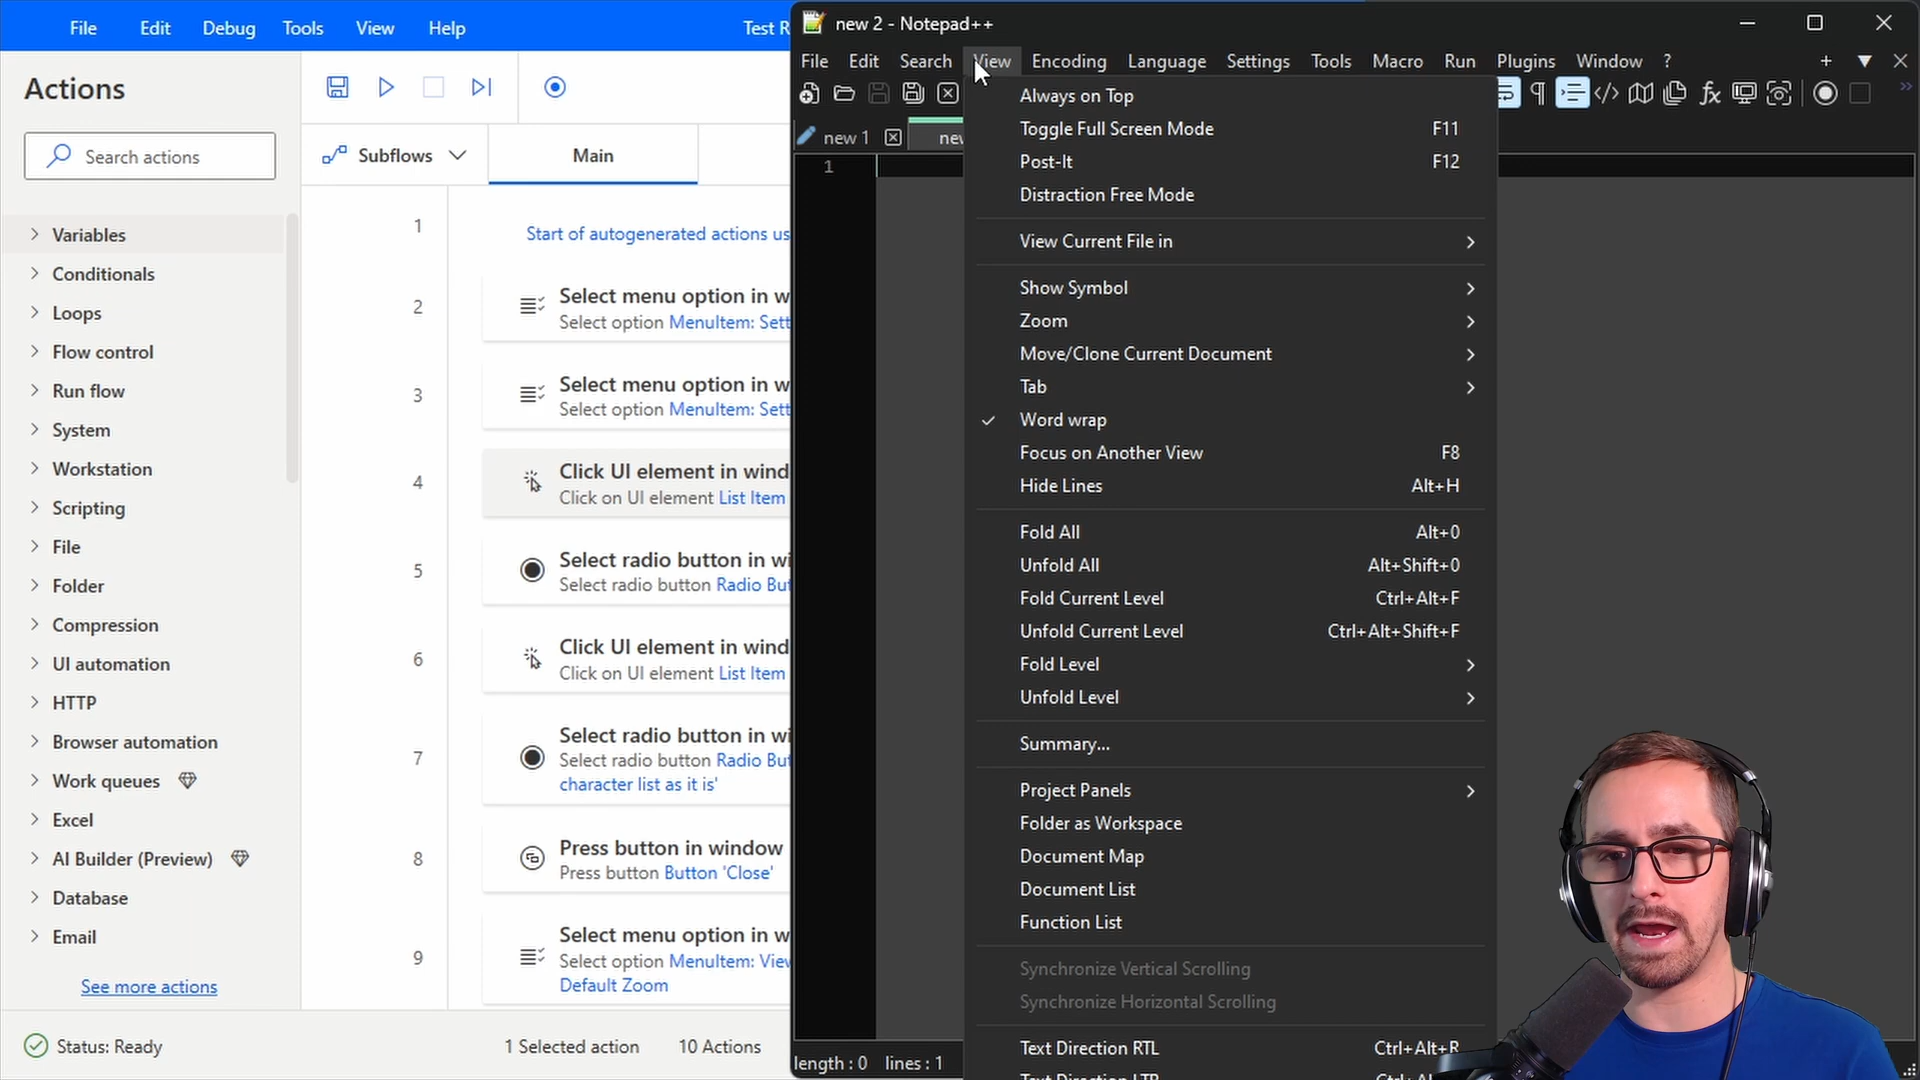 File Edit Debug Tools View Help Test R
Actions
Search actions
Variables
Conditionals
Loops
Flow control
Run flow
System
Workstation
Scripting
File
Folder
Compression
UI automation
HTTP
Browser automation
Work queues
Excel
AI Builder (Preview)
Database
Email
See more actions
Status: Ready
1 Selected action
10 Actions
Subflows
Main
1
Start of autogenerated actions us
2
Select menu option in w
Select option MenuItem: Sett
3
Select menu option in w
Select option MenuItem: Sett
4
Click UI element in wind
Click on UI element List Item
5
Select radio button in wi
Select radio button Radio But
6
Click UI element in wind
Click on UI element List Item
7
Select radio button in wi
Select radio button Radio But
character list as it is'
8
Press button in window
Press button Button 'Close'
9
Select menu option in w
Select option MenuItem: View
Default Zoom
new 2 - Notepad++
File Edit Search View Encoding Language Settings Tools Macro Run Plugins Window ?
new 1
new
1
Always on Top
Toggle Full Screen Mode F11
Post-It F12
Distraction Free Mode
View Current File in
Show Symbol
Zoom
Move/Clone Current Document
Tab
Word wrap
Focus on Another View F8
Hide Lines Alt+H
Fold All Alt+0
Unfold All Alt+Shift+0
Fold Current Level Ctrl+Alt+F
Unfold Current Level Ctrl+Alt+Shift+F
Fold Level
Unfold Level
Summary...
Project Panels
Folder as Workspace
Document Map
Document List
Function List
Synchronize Vertical Scrolling
Synchronize Horizontal Scrolling
Text Direction RTL Ctrl+Alt+R
Text Direction LTR
length : 0 lines : 1